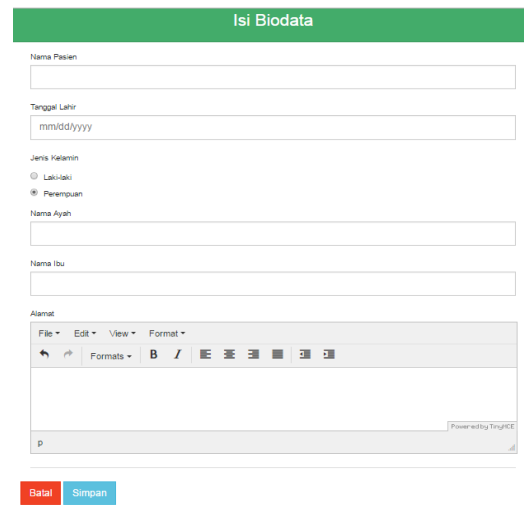 Isi Biodata
Nama Pasien
Tanggal Lahir
mm/dd/yyyy
Jenis Kelamin
Laki-laki
Perempuan
Nama Ayah
Nama Ibu
Alamat
File Edit View Format
Formats B I
Powered by TinyMCE
p
Batal Simpan